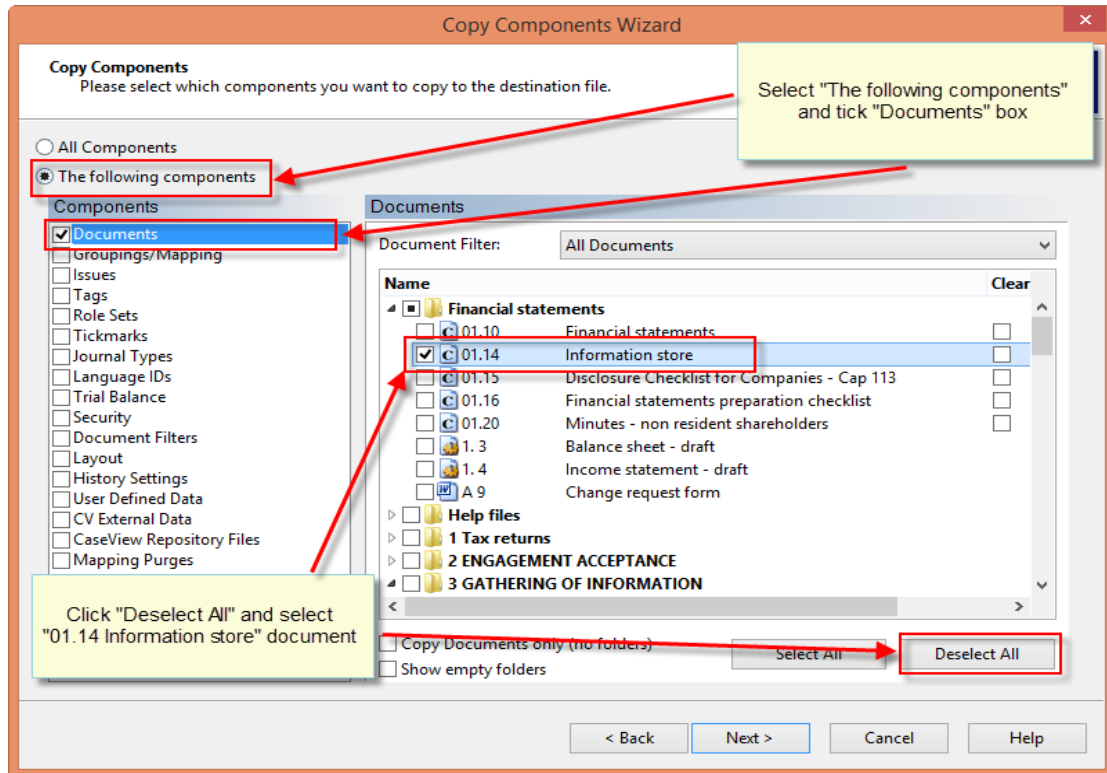 Copy Components Wizard
Copy Components
Please select which components you want to copy to the destination file.
Select "The following components"
and tick "Documents" box
All Components
The following components
Components
Documents
Groupings/Mapping
Issues
Tags
Role Sets
Tickmarks
Journal Types
Language IDs
Trial Balance
Security
Document Filters
Layout
History Settings
User Defined Data
CV External Data
CaseView Repository Files
Mapping Purges
Click "Deselect All" and select
"01.14 Information store" document
Documents
Document Filter: All Documents
Name Clear
Financial statements
01.10 Financial statements
01.14 Information store
01.15 Disclosure Checklist for Companies - Cap 113
01.16 Financial statements preparation checklist
01.20 Minutes - non resident shareholders
1. 3 Balance sheet - draft
1. 4 Income statement - draft
A 9 Change request form
Help files
1 Tax returns
2 ENGAGEMENT ACCEPTANCE
3 GATHERING OF INFORMATION
Copy Documents only (no folders)
Show empty folders
Select All Deselect All
< Back Next > Cancel Help